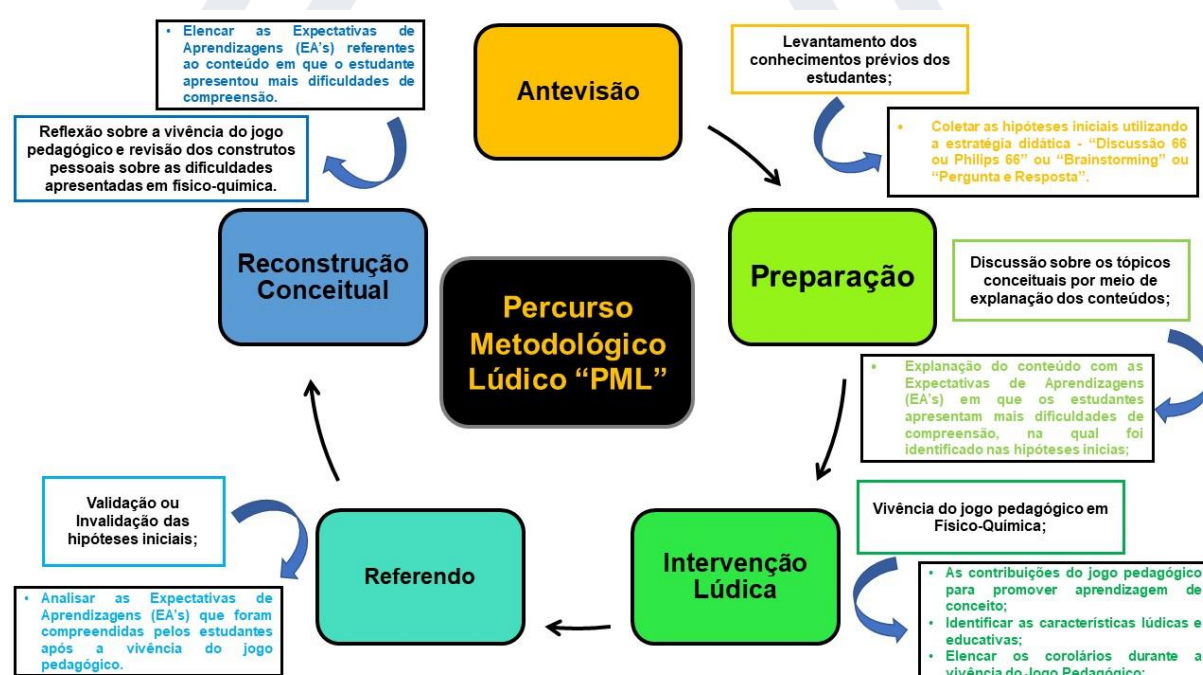 Antevisão
Levantamento dos
conhecimentos prévios dos
estudantes;
• Coletar as hipóteses iniciais utilizando
a estratégia didática - “Discussão 66
ou Philips 66” ou “Brainstorming” ou
“Pergunta e Resposta”.
Preparação
Discussão sobre os tópicos
conceituais por meio de
explanação dos conteúdos;
• Explanação do conteúdo com as
Expectativas de Aprendizagens
(EA’s) em que os estudantes
apresentam mais dificuldades de
compreensão, na qual foi
identificado nas hipóteses inicias;
Intervenção
Lúdica
Vivência do jogo pedagógico em
Físico-Química;
• As contribuições do jogo pedagógico
para promover aprendizagem de
conceito;
• Identificar as características lúdicas e
educativas;
• Elencar os corolários durante a
vivência do Jogo Pedagógico;
Referendo
Validação ou
Invalidação das
hipóteses iniciais;
• Analisar as Expectativas de
Aprendizagens (EA’s) que foram
compreendidas pelos estudantes
após a vivência do jogo
pedagógico.
Reconstrução
Conceitual
Reflexão sobre a vivência do jogo
pedagógico e revisão dos construtos
pessoais sobre as dificuldades
apresentadas em físico-química.
• Elencar as Expectativas de
Aprendizagens (EA’s) referentes
ao conteúdo em que o estudante
apresentou mais dificuldades de
compreensão.
Percurso
Metodológico
Lúdico “PML”